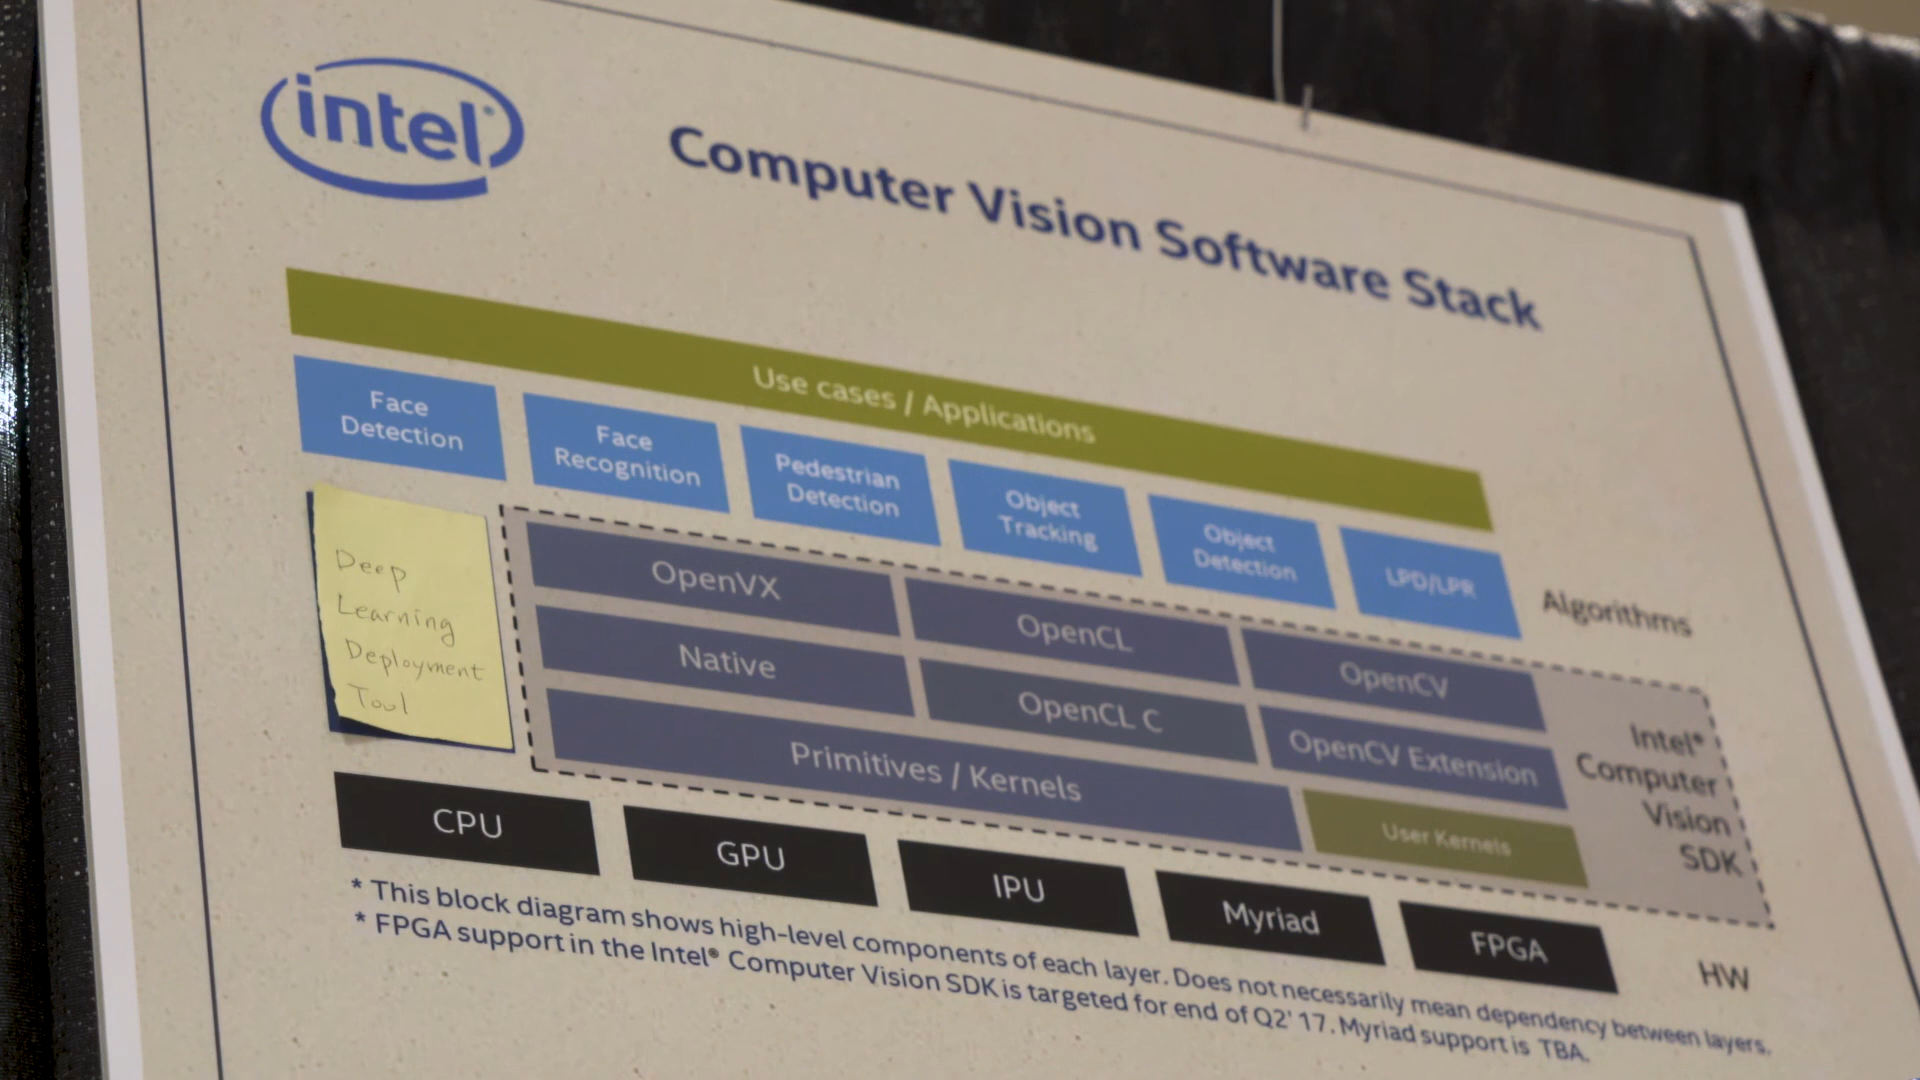 intel®
Computer Vision Software Stack
Use cases / Applications
Face
Detection
Face
Recognition
Pedestrian
Detection
Object
Tracking
Object
Detection
LPD/LPR
Algorithms
Deep
Learning
Deployment
Tool
OpenVX
OpenCL
OpenCV
Native
OpenCL C
OpenCV Extension
Primitives / Kernels
User Kernels
Intel®
Computer
Vision
SDK
CPU
GPU
IPU
Myriad
FPGA
HW
* This block diagram shows high-level components of each layer. Does not necessarily mean dependency between layers.
* FPGA support in the Intel® Computer Vision SDK is targeted for end of Q2' 17. Myriad support is TBA.